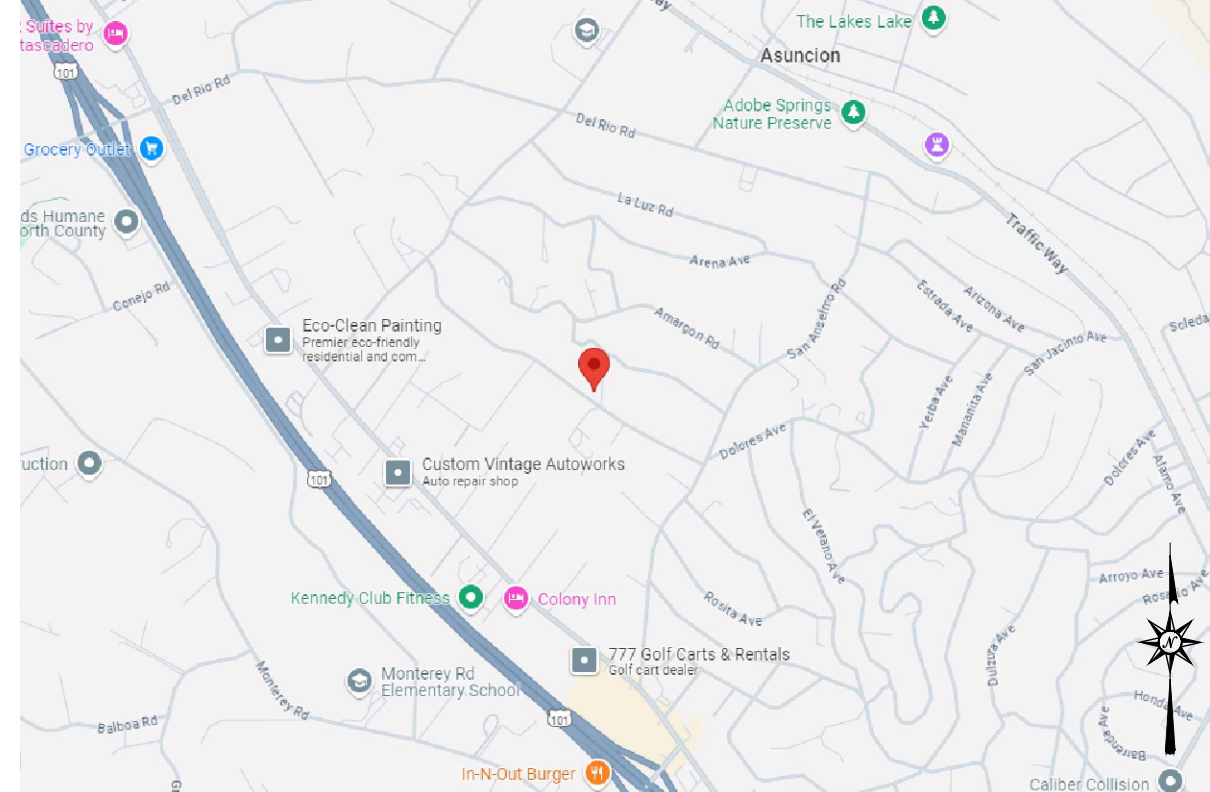 Suites by
tascadero
101
Del Rio Rd
Grocery Outlet
ds Humane
orth County
Conejo Rd
The Lakes Lake
Asuncion
Adobe Springs
Nature Preserve
Del Rio Rd
La Luz Rd
Traffic Way
Arena Ave
Estrada Ave
Arizona Ave
San Anselmo Rd
Amargon Rd
San Jacinto Ave
Eco-Clean Painting
Premier eco-friendly
residential and com...
Yerba Ave
Mananita Ave
Dolores Ave
Dolores Ave
Alamo Ave
uction
101
Custom Vintage Autoworks
Auto repair shop
El Verano Ave
Kennedy Club Fitness
Colony Inn
Rosita Ave
Arroyo Ave
N
777 Golf Carts & Rentals
Golf cart dealer
Dulzura Ave
Monterey Rd
Elementary School
Monterey Rd
Balboa Rd
101
Honda Ave
Barrenda Ave
In-N-Out Burger
Caliber Collision